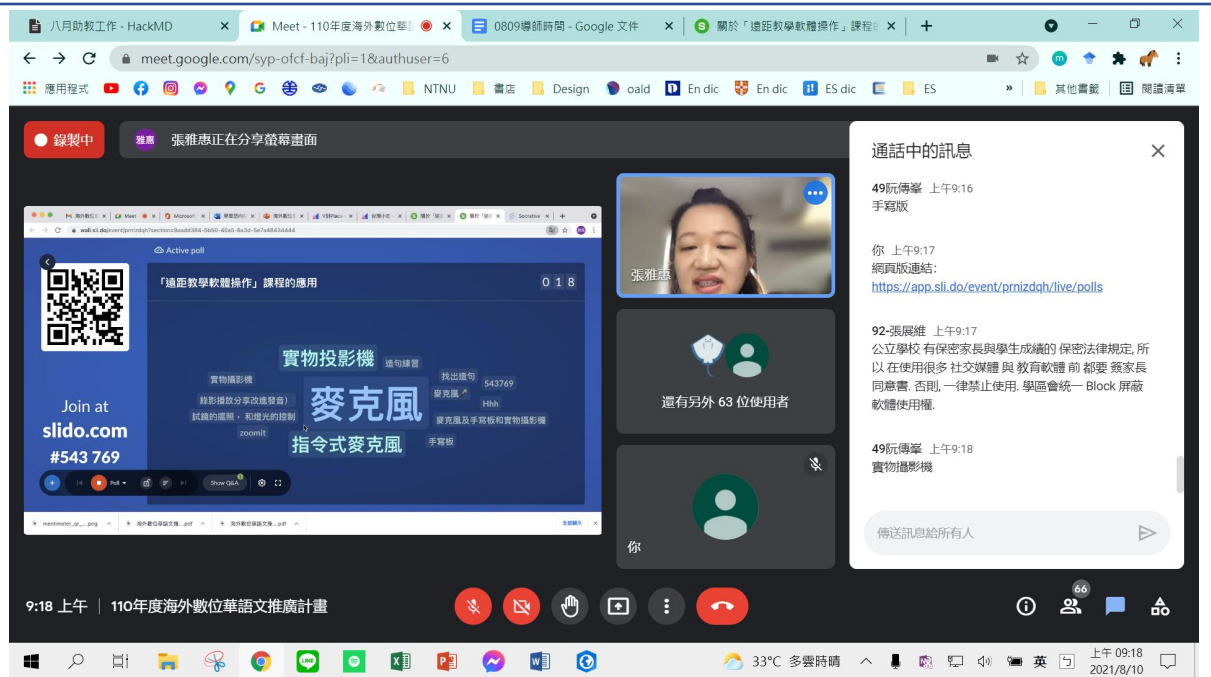 八月助教工作 - HackMD
Meet - 110年度海外數位華語
0809導師時間 - Google 文件
關於「遠距教學軟體操作」課程
meet.google.com/syp-ofcf-baj?pli=1&authuser=6
應用程式
NTNU
書店
Design
oald
En dic
En dic
ES dic
ES
»
其他書籤
閱讀清單
錄製中
雅惠
張雅惠正在分享螢幕畫面
wall.sli.do
Active poll
「遠距教學軟體操作」課程的應用
0 1 8
實物投影機
造句練習
實物攝影機
找出造句
543769
錄影播放分享改進發音）
麥克風
麥克風
Hhh
試鏡的搖照， 和燈光的控制
麥克風及手寫板和實物攝影機
zoomit
指令式麥克風
手寫板
Join at
slido.com
#543 769
Poll
Show Q&A
張雅惠
還有另外 63 位使用者
你
通話中的訊息
49阮傳峯 上午9:16
手寫版
你 上午9:17
網頁版連結:
https://app.sli.do/event/prnizdqh/live/polls
92-張展維 上午9:17
公立學校 有保密家長與學生成績的 保密法律規定, 所
以 在使用很多 社交媒體 與 教育軟體 前 都要 簽家長
同意書. 否則, 一律禁止使用. 學區會統一 Block 屏蔽
軟體使用權.
49阮傳峯 上午9:18
實物攝影機
傳送訊息給所有人
9:18 上午
110年度海外數位華語文推廣計畫
66
33°C 多雲時晴
英
上午 09:18
2021/8/10